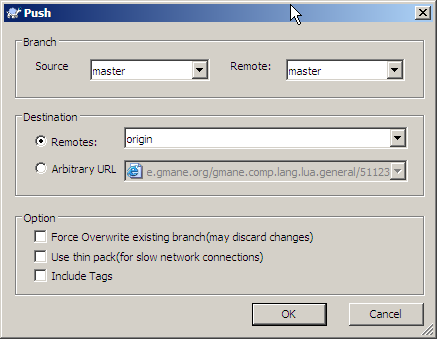 Push
Branch
Source master Remote: master
Destination
Remotes: origin
Arbitrary URL e.gmane.org/gmane.comp.lang.lua.general/51123
Option
Force Overwrite existing branch(may discard changes)
Use thin pack(for slow network connections)
Include Tags
OK Cancel